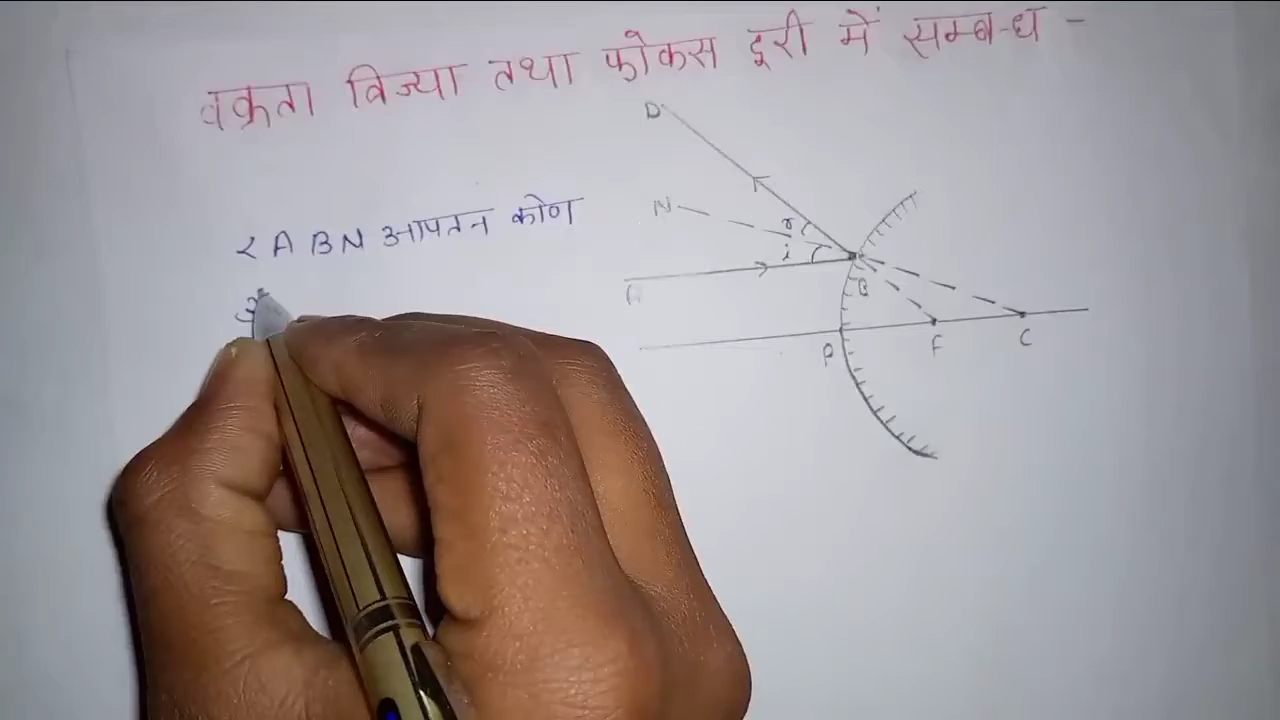 वक्रता त्रिज्या तथा फोकस दूरी में सम्बन्ध -
D
N
r
∠ABN आपतन कोण
i
A
B
P
F
C